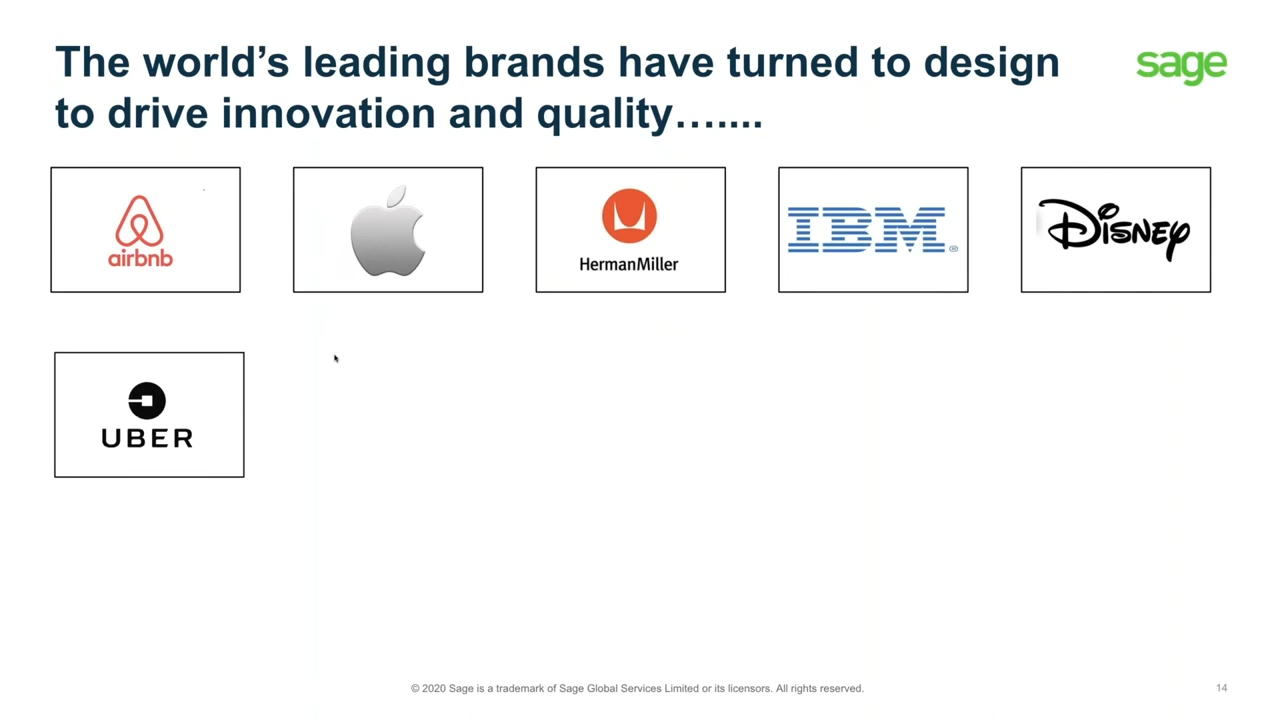 The world’s leading brands have turned to design
to drive innovation and quality…....
sage
airbnb
HermanMiller
IBM®
Disney
UBER
© 2020 Sage is a trademark of Sage Global Services Limited or its licensors. All rights reserved.
14